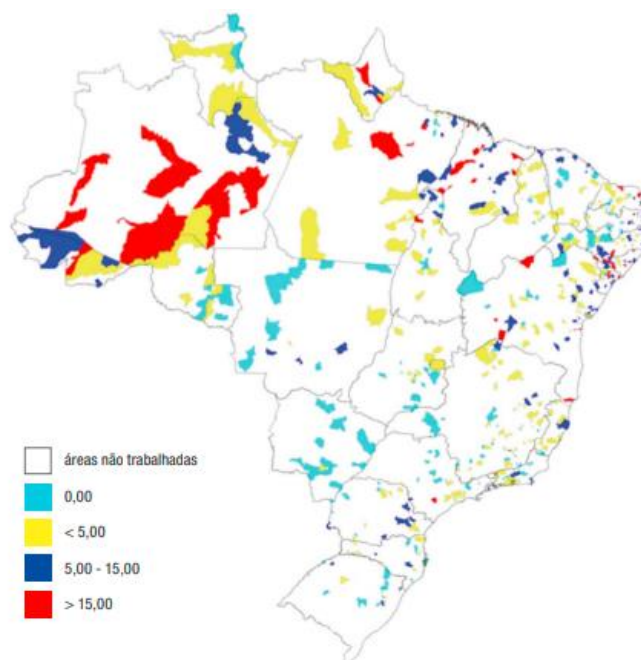 áreas não trabalhadas
0,00
< 5,00
5,00 - 15,00
> 15,00